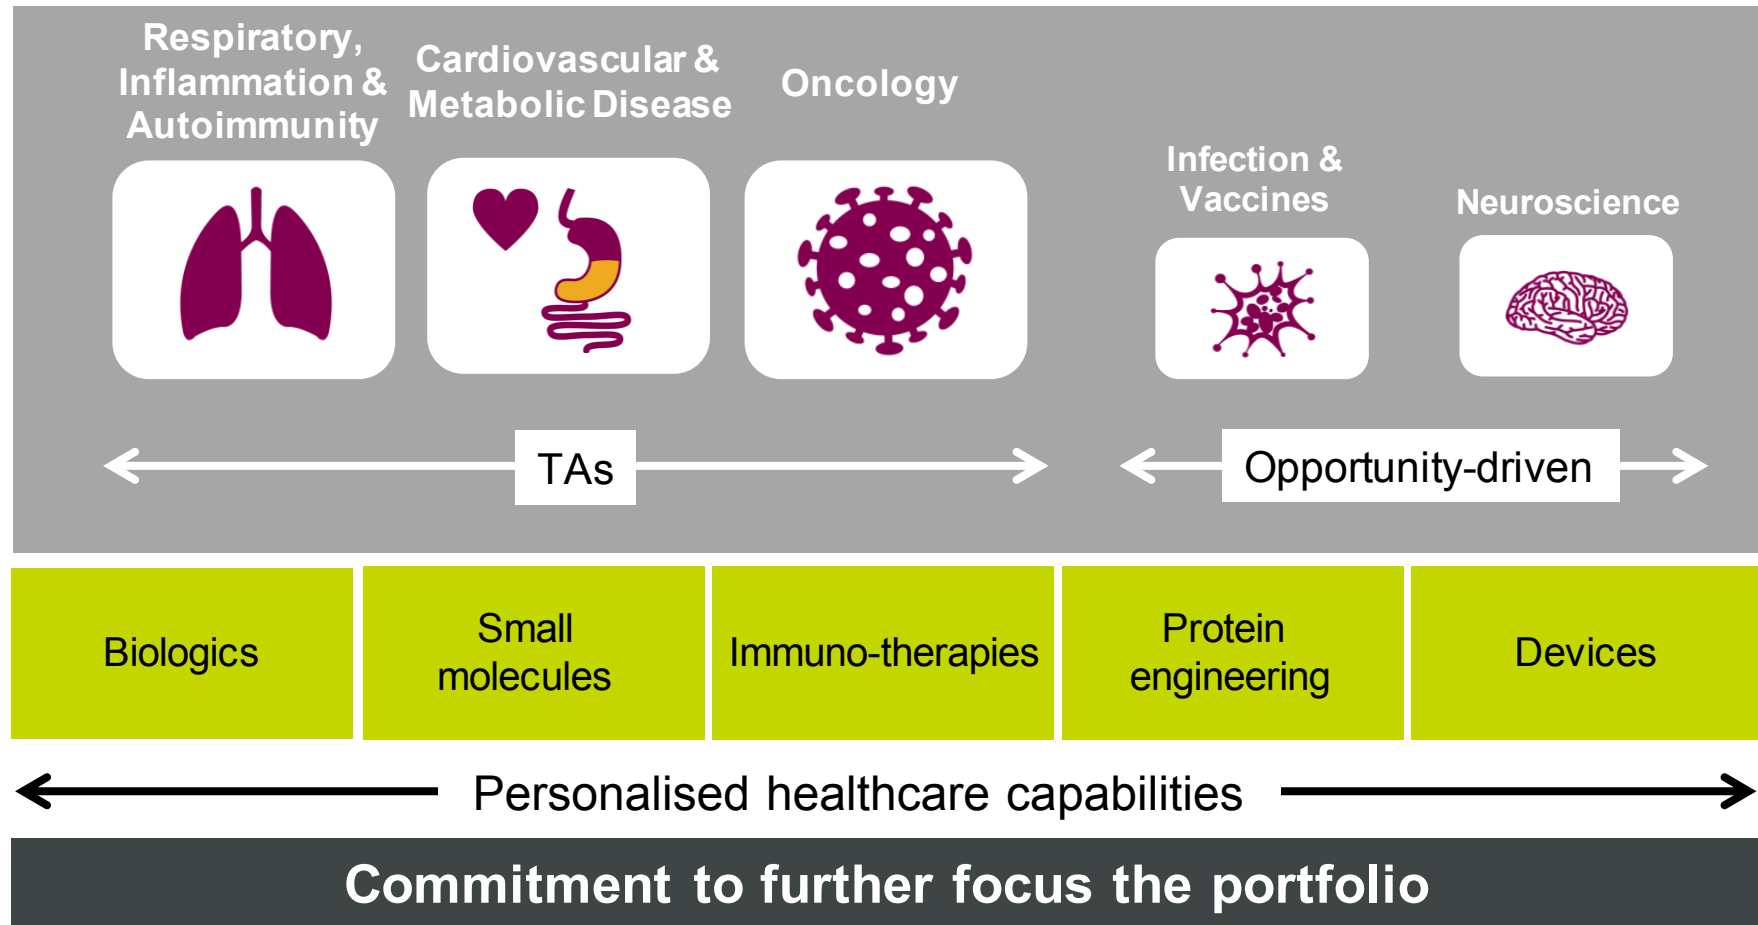 Respiratory,
Inflammation &
Autoimmunity
Cardiovascular &
Metabolic Disease
Oncology
Infection &
Vaccines
Neuroscience
TAs
Opportunity-driven
Biologics
Small
molecules
Immuno-therapies
Protein
engineering
Devices
Personalised healthcare capabilities
Commitment to further focus the portfolio